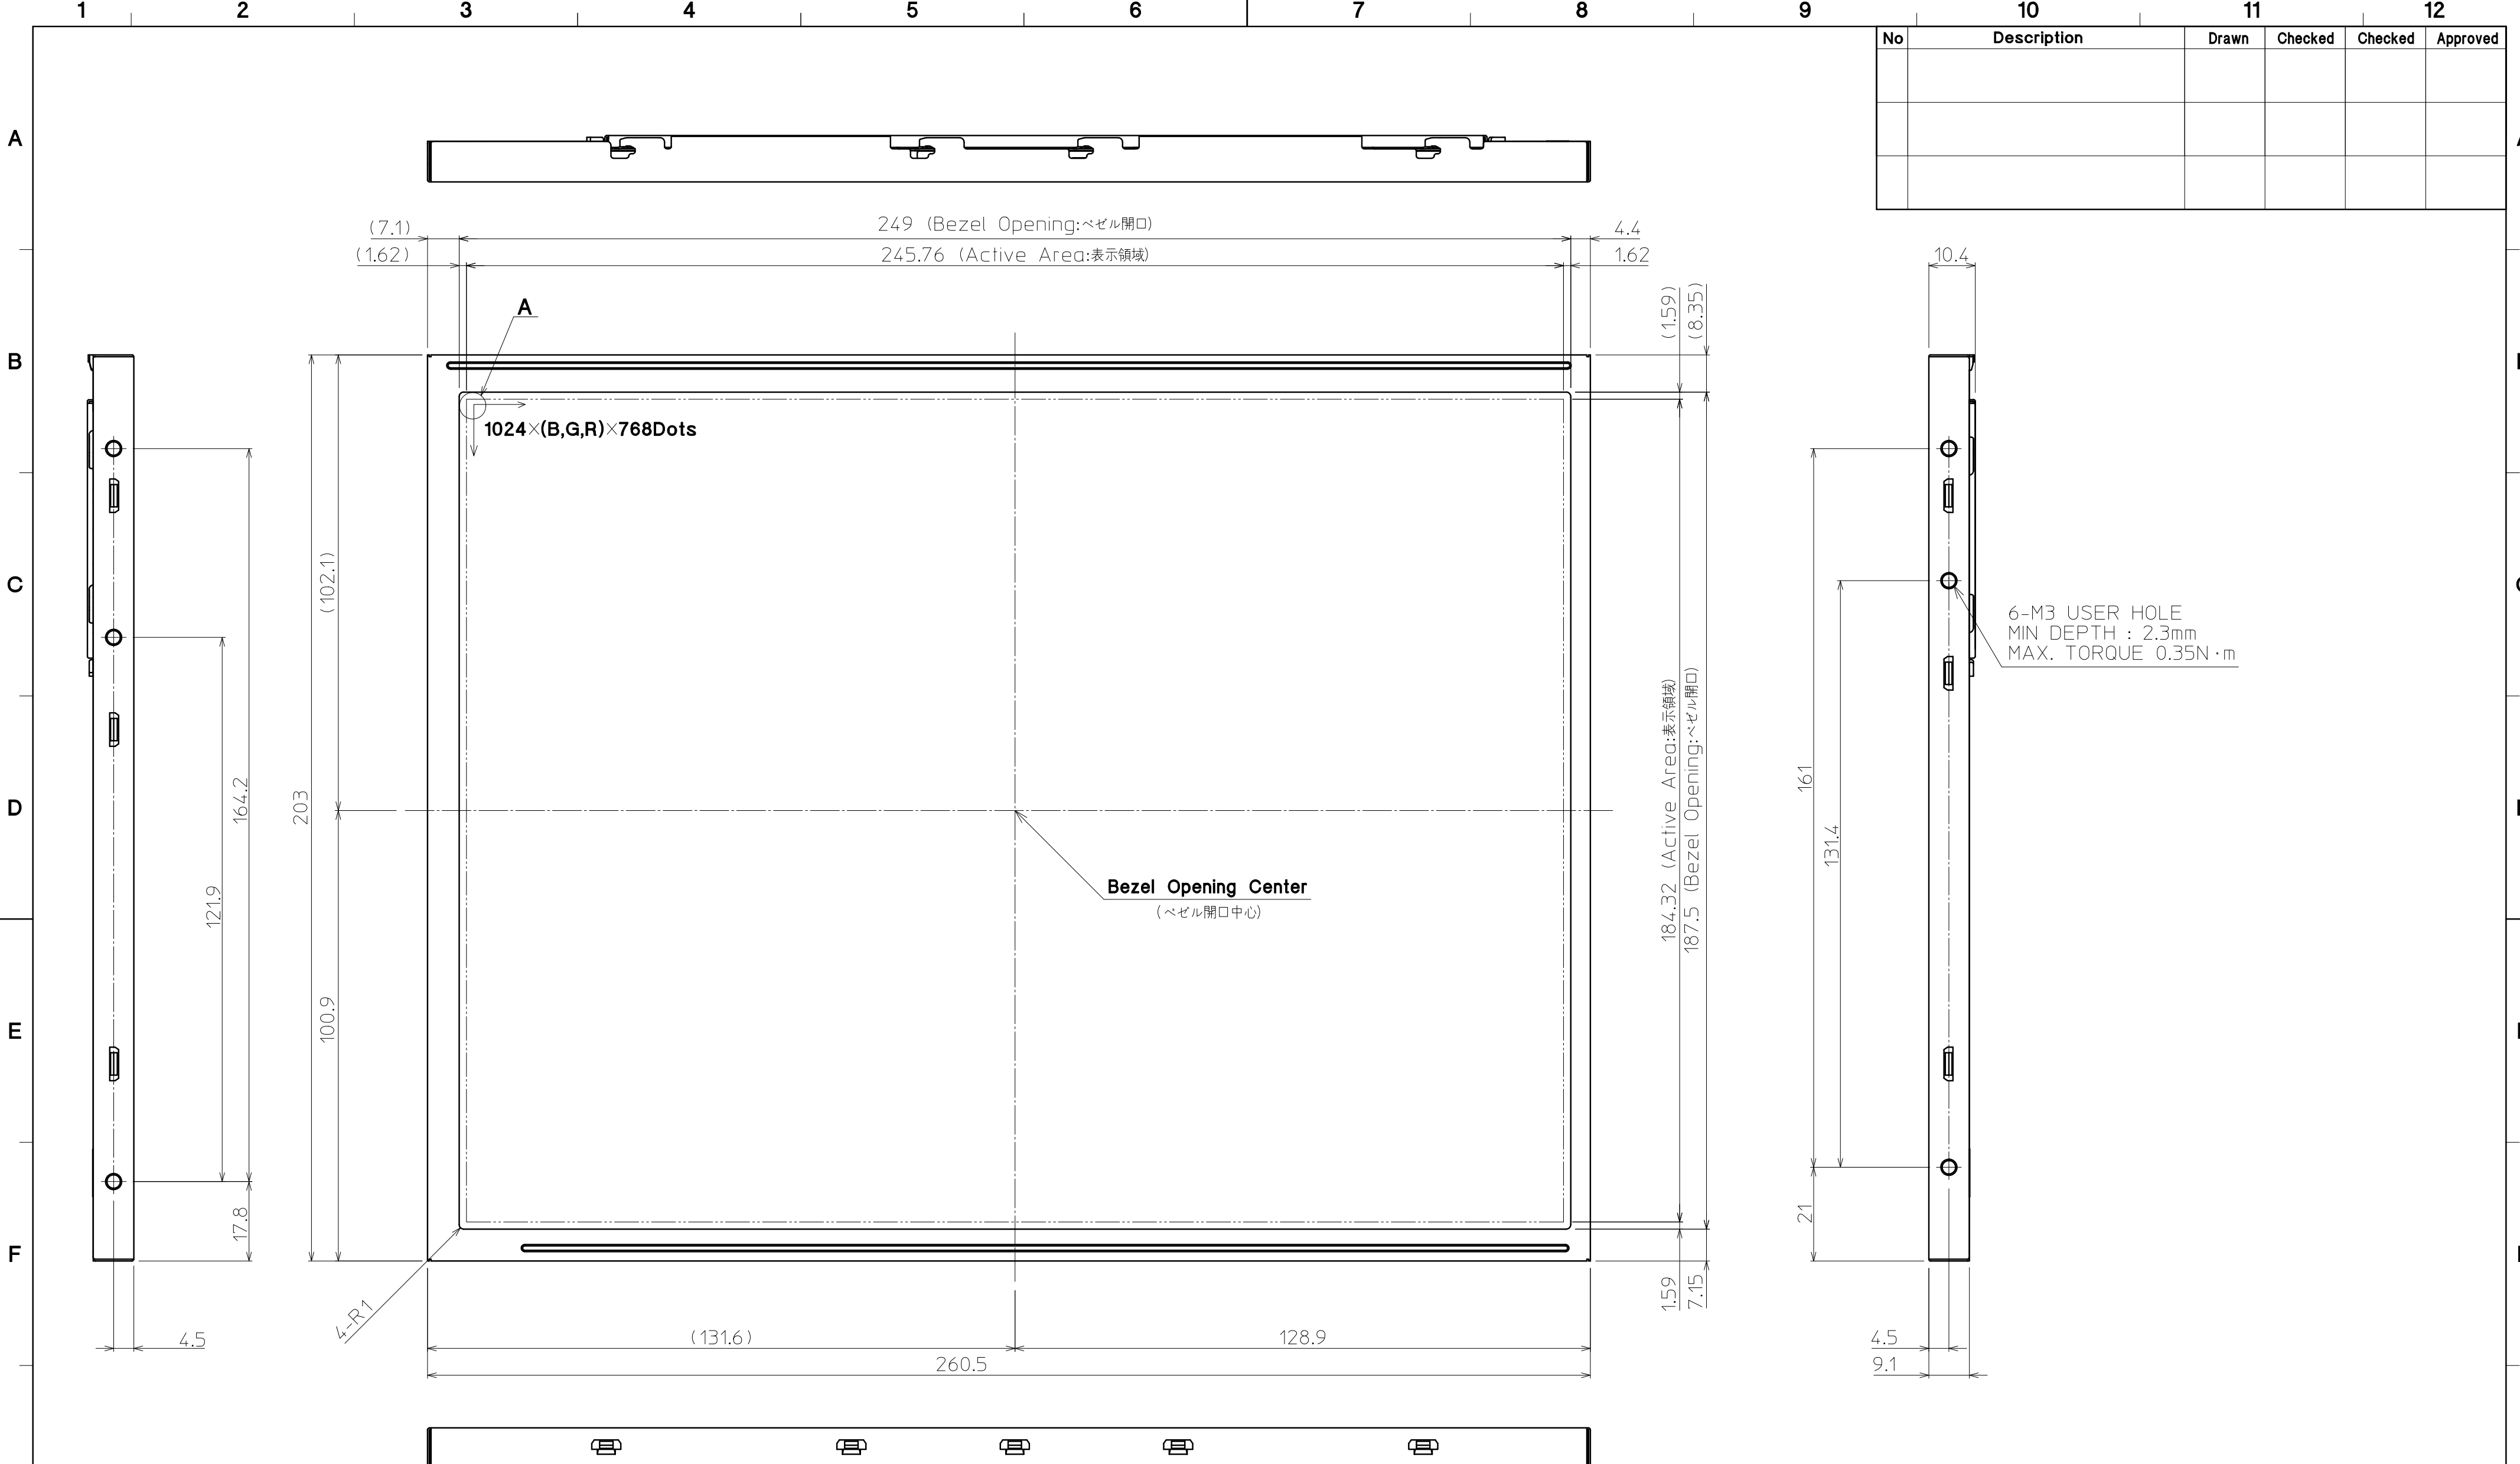 1 2 3 4 5 6 7 8 9 10 11 12
No Description Drawn Checked Checked Approved
A
B
C
D
E
F
(7.1)
249 (Bezel Opening:ベゼル開口)
4.4
(1.62)
245.76 (Active Area:表示領域)
1.62
(1.59)
(8.35)
10.4
A
1024×(B,G,R)×768Dots
(102.1)
203
100.9
164.2
121.9
17.8
4.5
Bezel Opening Center
(ベゼル開口中心)
184.32 (Active Area:表示領域)
187.5 (Bezel Opening:ベゼル開口)
1.59
7.15
161
131.4
21
6-M3 USER HOLE
MIN DEPTH : 2.3mm
MAX. TORQUE 0.35N·m
4-R1
(131.6)
128.9
260.5
4.5
9.1